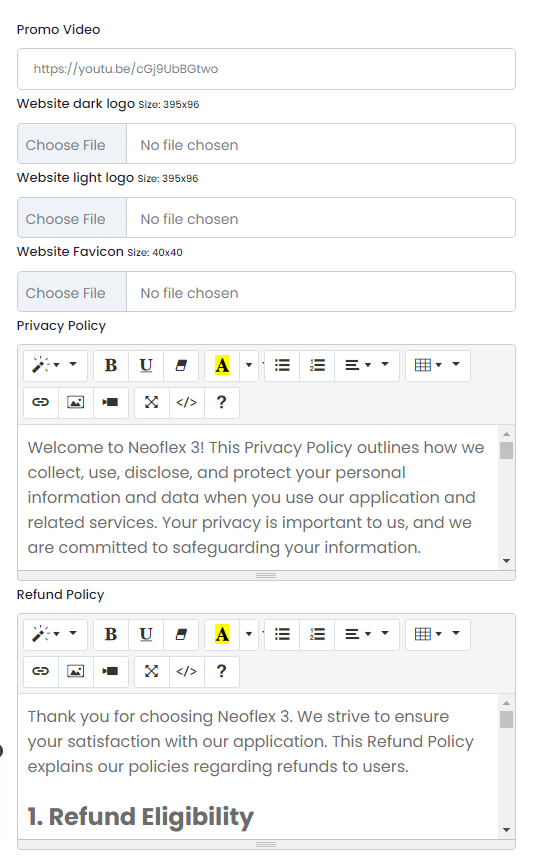 Promo Video
https://youtu.be/cGj9UbBGtwo
Website dark logo Size: 395x96
Choose File No file chosen
Website light logo Size: 395x96
Choose File No file chosen
Website Favicon Size: 40x40
Choose File No file chosen
Privacy Policy
B U A
</> ?
Welcome to Neoflex 3! This Privacy Policy outlines how we
collect, use, disclose, and protect your personal
information and data when you use our application and
related services. Your privacy is important to us, and we
are committed to safeguarding your information.
Refund Policy
B U A
</> ?
Thank you for choosing Neoflex 3. We strive to ensure
your satisfaction with our application. This Refund Policy
explains our policies regarding refunds to users.
1. Refund Eligibility